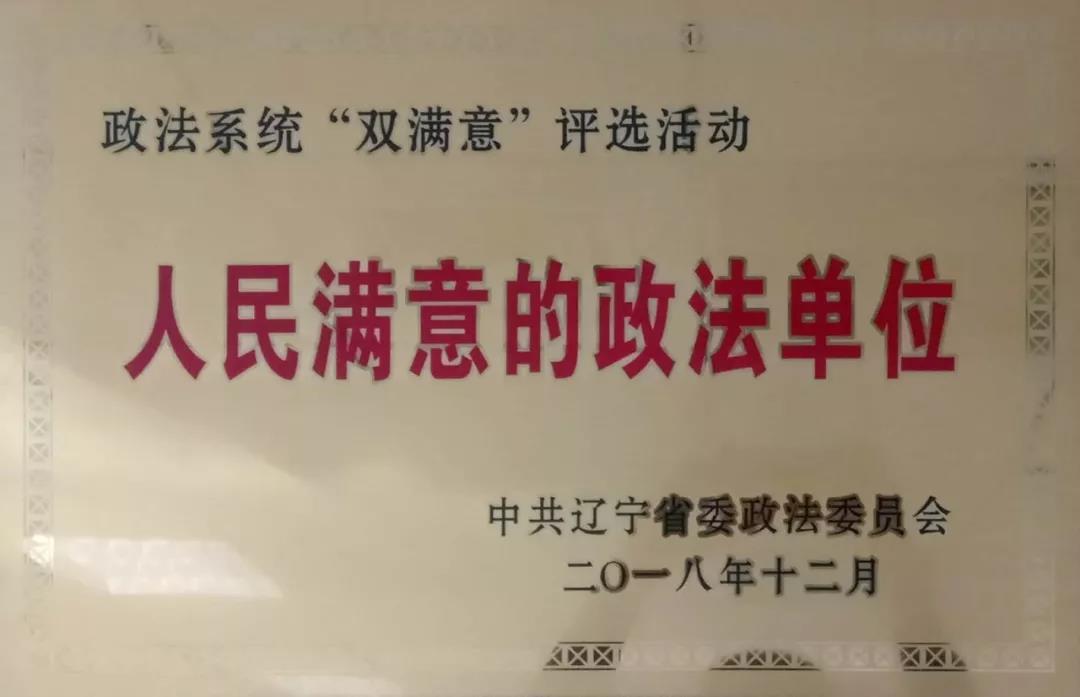 政法系统“双满意”评选活动
人民满意的政法单位
中共辽宁省委政法委员会
二〇一八年十二月